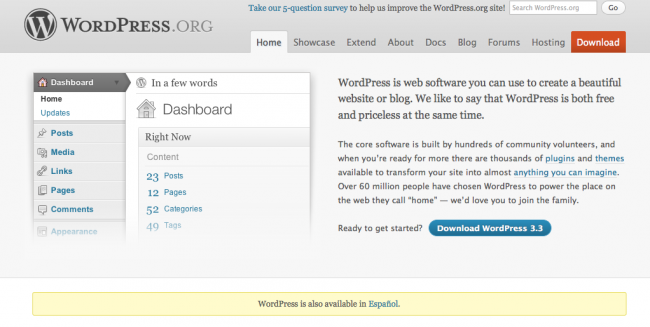 Take our 5-question survey to help us improve the WordPress.org site!
Search WordPress.org
Go
WORDPRESS.ORG
Home Showcase Extend About Docs Blog Forums Hosting Download
Dashboard
Home
Updates
Posts
Media
Links
Pages
Comments
Appearance
In a few words
Dashboard
Right Now
Content
23 Posts
12 Pages
52 Categories
49 Tags
WordPress is web software you can use to create a beautiful
website or blog. We like to say that WordPress is both free
and priceless at the same time.
The core software is built by hundreds of community volunteers, and
when you’re ready for more there are thousands of plugins and themes
available to transform your site into almost anything you can imagine.
Over 60 million people have chosen WordPress to power the place on
the web they call “home” — we’d love you to join the family.
Ready to get started? Download WordPress 3.3
WordPress is also available in Español.